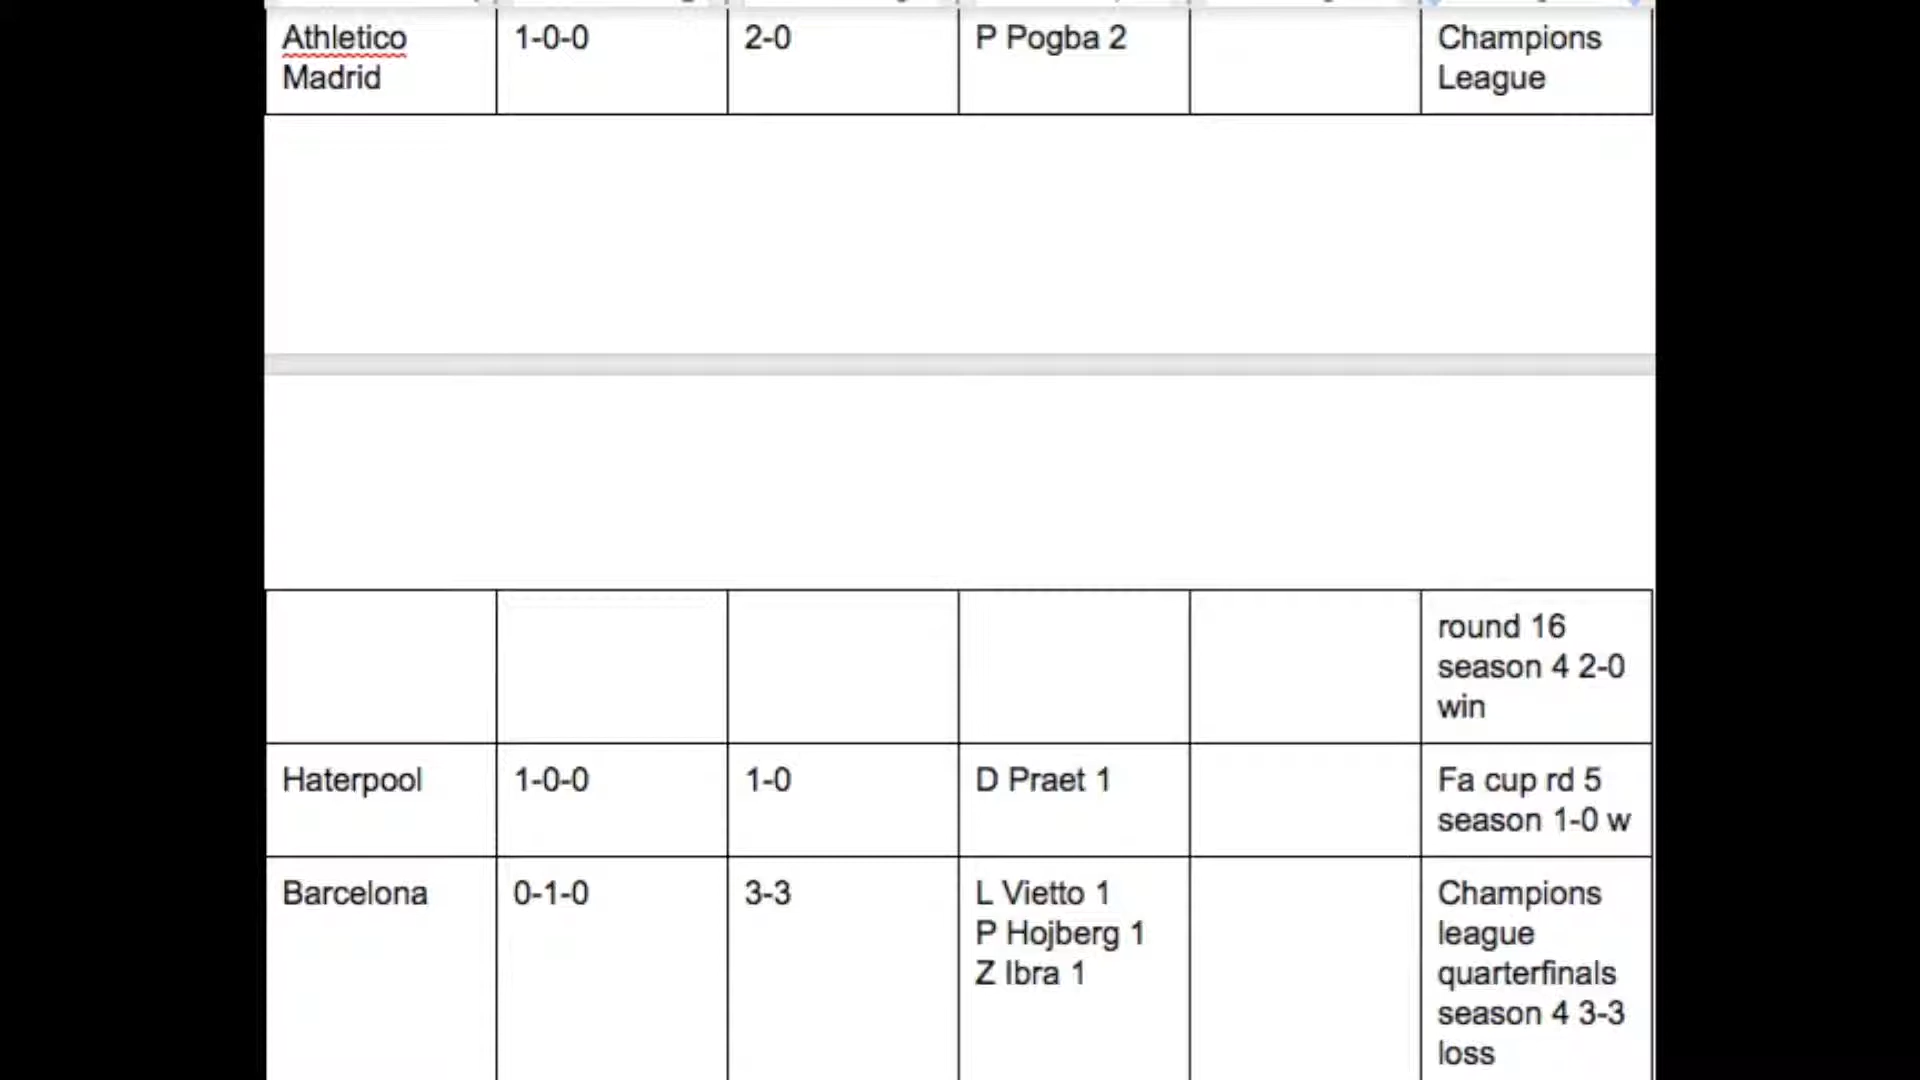 Athletico
Madrid
1-0-0
2-0
P Pogba 2
Champions
League
round 16
season 4 2-0
win
Haterpool
1-0-0
1-0
D Praet 1
Fa cup rd 5
season 1-0 w
Barcelona
0-1-0
3-3
L Vietto 1
P Hojberg 1
Z Ibra 1
Champions
league
quarterfinals
season 4 3-3
loss